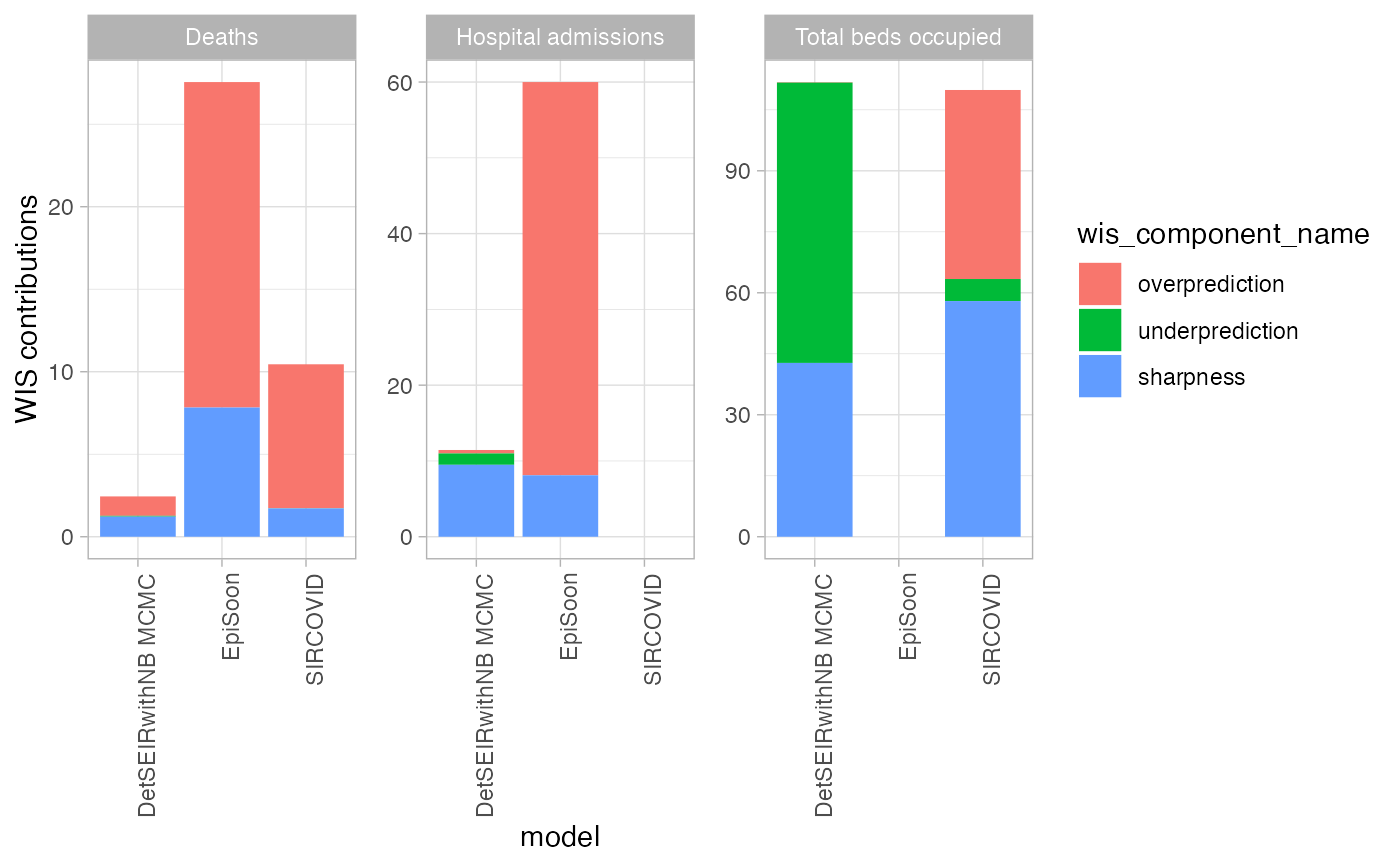 Deaths
Hospital admissions
Total beds occupied
WIS contributions
20
10
0
60
40
20
0
90
60
30
0
DetSEIRwithNB MCMC
EpiSoon
SIRCOVID
DetSEIRwithNB MCMC
EpiSoon
SIRCOVID
DetSEIRwithNB MCMC
EpiSoon
SIRCOVID
model
wis_component_name
overprediction
underprediction
sharpness